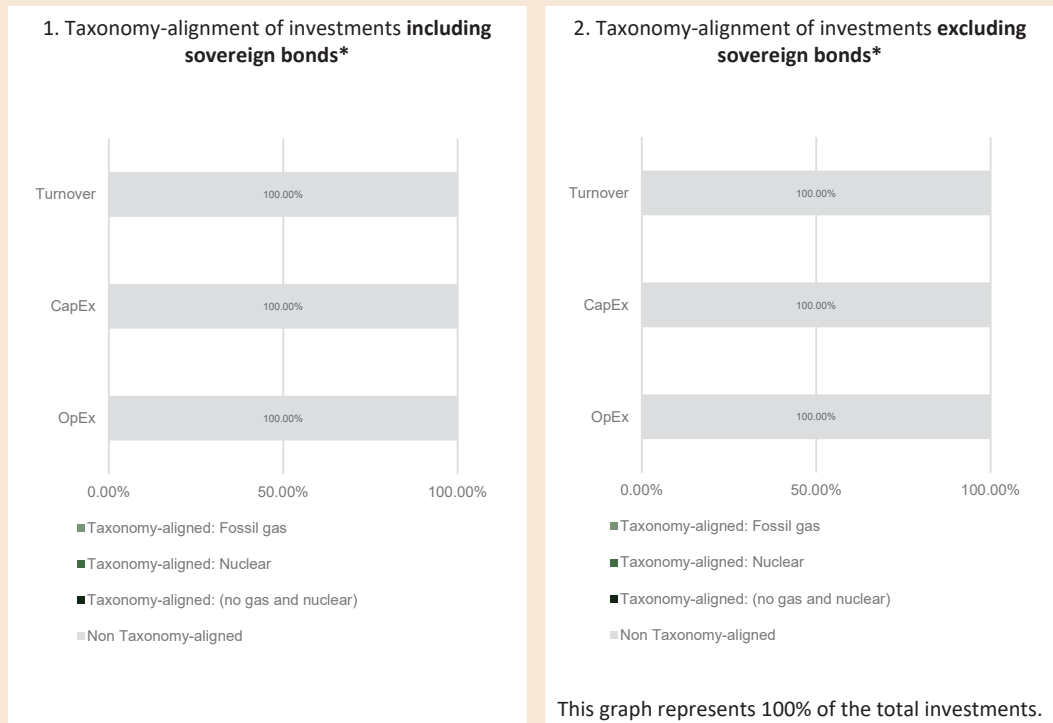 1. Taxonomy-alignment of investments including
sovereign bonds*
Turnover
100.00%
CapEx
100.00%
OpEx
100.00%
0.00%
50.00%
100.00%
Taxonomy-aligned: Fossil gas
Taxonomy-aligned: Nuclear
Taxonomy-aligned: (no gas and nuclear)
Non Taxonomy-aligned
2. Taxonomy-alignment of investments excluding
sovereign bonds*
Turnover
100.00%
CapEx
100.00%
OpEx
100.00%
0.00%
50.00%
100.00%
Taxonomy-aligned: Fossil gas
Taxonomy-aligned: Nuclear
Taxonomy-aligned: (no gas and nuclear)
Non Taxonomy-aligned
This graph represents 100% of the total investments.